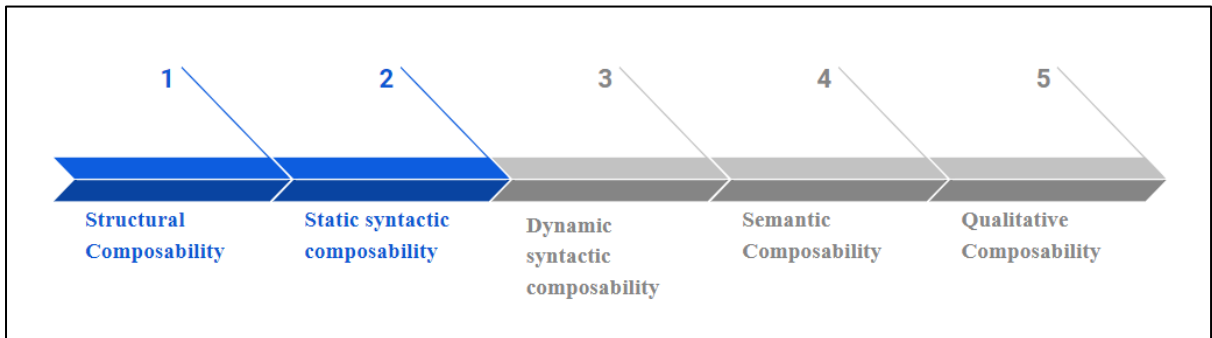 1
2
3
4
5
Structural
Composability
Static syntactic
composability
Dynamic
syntactic
composability
Semantic
Composability
Qualitative
Composability